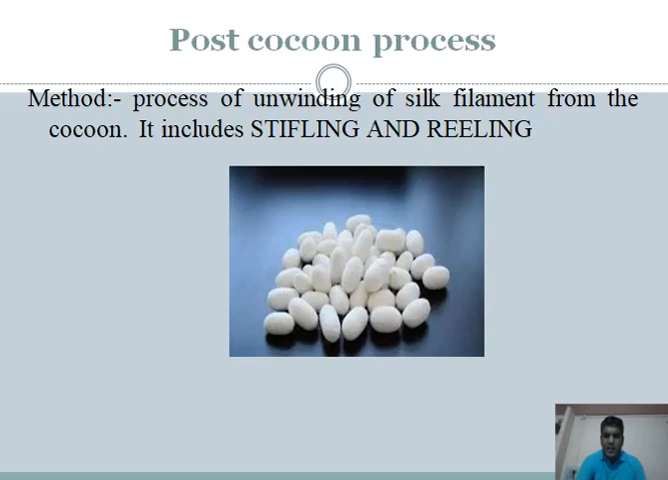 Post cocoon process
Method:- process of unwinding of silk filament from the
cocoon. It includes STIFLING AND REELING